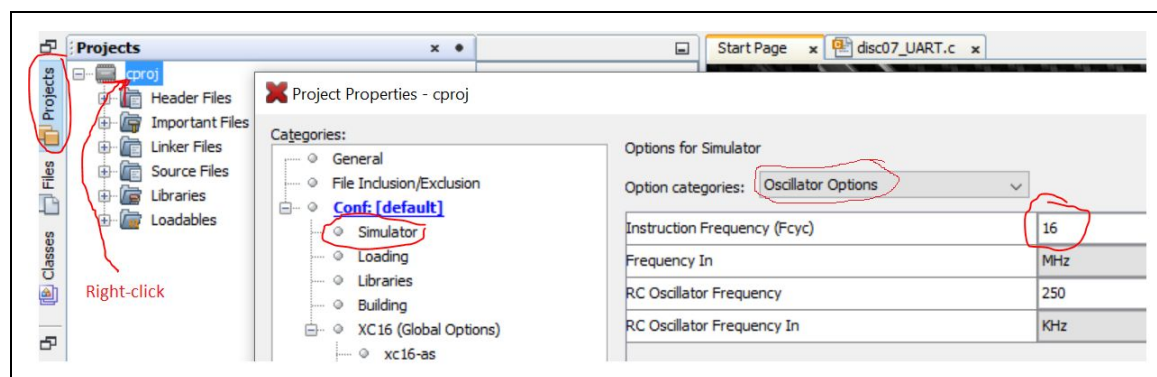 Projects
Files
Classes
Projects
cproj
Header Files
Important Files
Linker Files
Source Files
Libraries
Loadables
Right-click
Start Page
disc07_UART.c
Project Properties - cproj
Categories:
General
File Inclusion/Exclusion
Conf: [default]
Simulator
Loading
Libraries
Building
XC16 (Global Options)
xc16-as
Options for Simulator
Option categories: Oscillator Options
Instruction Frequency (Fcyc) 16
Frequency In MHz
RC Oscillator Frequency 250
RC Oscillator Frequency In KHz